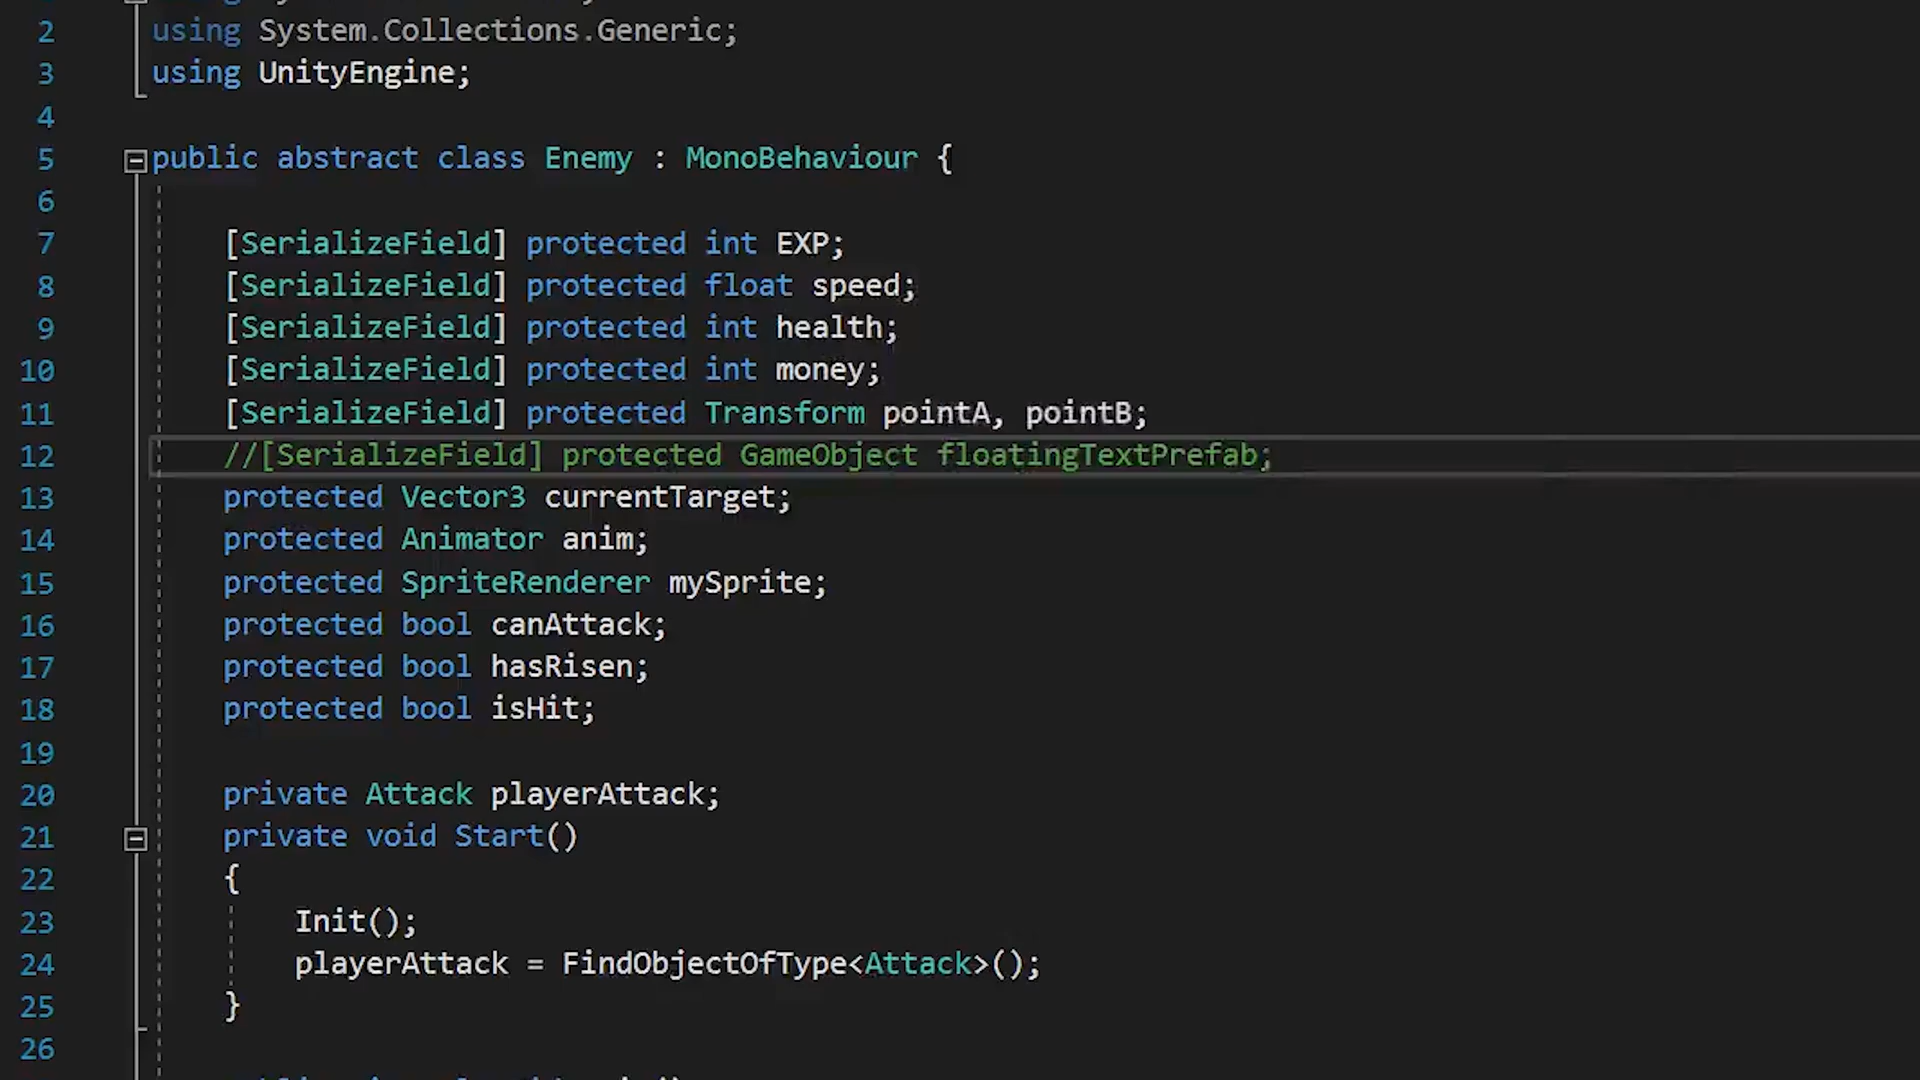 2 using System.Collections.Generic;
3 using UnityEngine;
4
5 public abstract class Enemy : MonoBehaviour {
6
7 [SerializeField] protected int EXP;
8 [SerializeField] protected float speed;
9 [SerializeField] protected int health;
10 [SerializeField] protected int money;
11 [SerializeField] protected Transform pointA, pointB;
12 //[SerializeField] protected GameObject floatingTextPrefab;
13 protected Vector3 currentTarget;
14 protected Animator anim;
15 protected SpriteRenderer mySprite;
16 protected bool canAttack;
17 protected bool hasRisen;
18 protected bool isHit;
19
20 private Attack playerAttack;
21 private void Start()
22 {
23 Init();
24 playerAttack = FindObjectOfType<Attack>();
25 }
26